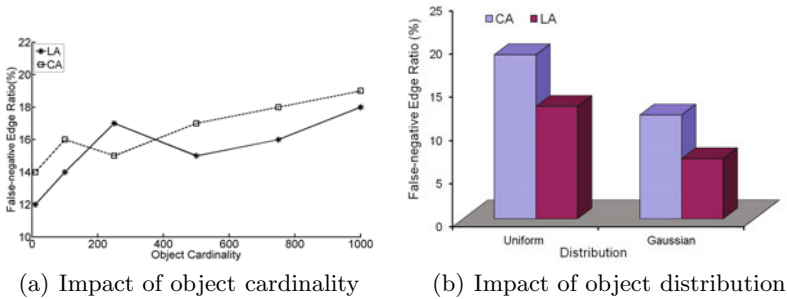 22
20
18
16
14
12
10
False-negative Edge Ratio(%)
LA
CA
0 200 400 600 800 1000
Object Cardinality
(a) Impact of object cardinality
25
20
15
10
5
0
False-negative Edge Ratio (%)
CA LA
Uniform Gaussian
Distribution
(b) Impact of object distribution